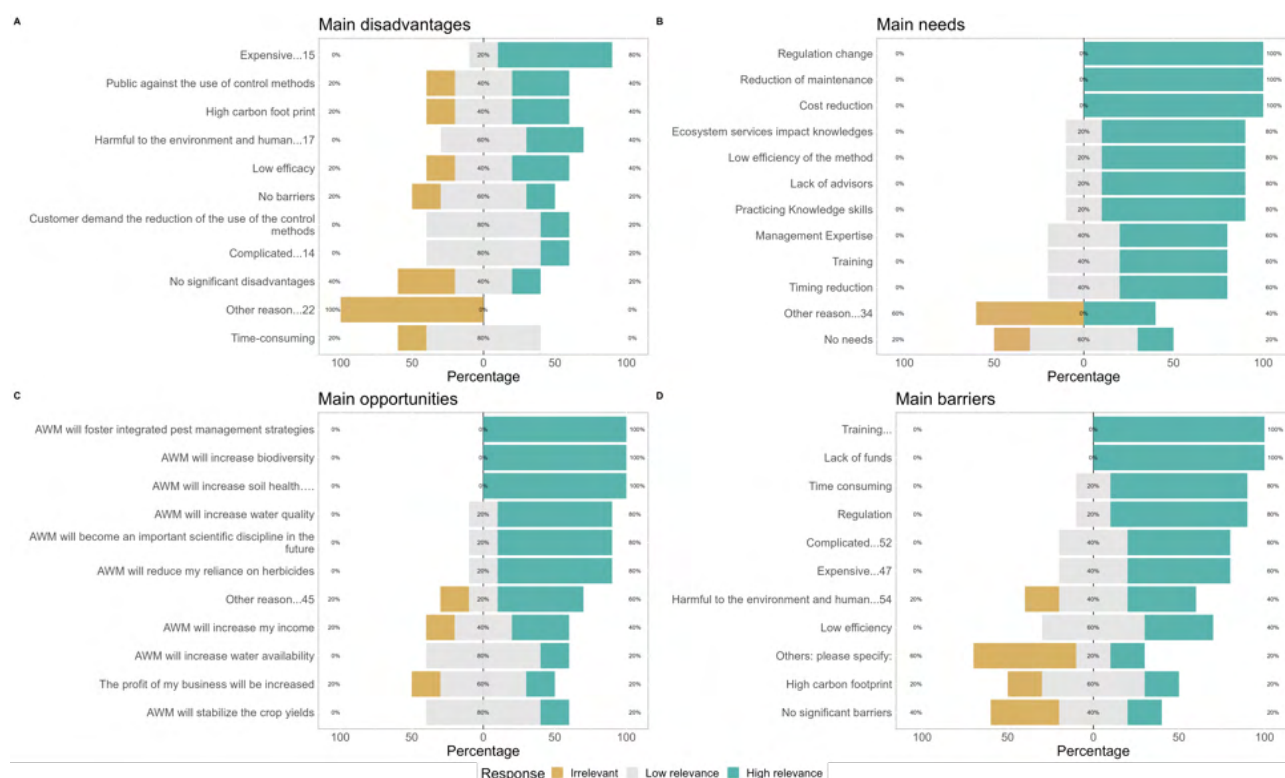 A
Main disadvantages
Expensive...15 0% 20% 80%
Public against the use of control methods 20% 40% 40%
High carbon foot print 20% 40% 40%
Harmful to the environment and human...17 0% 60% 40%
Low efficacy 20% 40% 40%
No barriers 20% 60% 20%
Customer demand the reduction of the use of the control
methods 0% 80% 20%
Complicated...14 0% 80% 20%
No significant disadvantages 40% 40% 20%
Other reason...22 100% 0% 0%
Time-consuming 20% 80% 0%
100 50 0 50 100
Percentage
B
Main needs
Regulation change 0% 0% 100%
Reduction of maintenance 0% 0% 100%
Cost reduction 0% 0% 100%
Ecosystem services impact knowledges 0% 20% 80%
Low efficiency of the method 0% 20% 80%
Lack of advisors 0% 20% 80%
Practicing Knowledge skills 0% 20% 80%
Management Expertise 0% 40% 60%
Training 0% 40% 60%
Timing reduction 0% 40% 60%
Other reason...34 60% 0% 40%
No needs 20% 60% 20%
100 50 0 50 100
Percentage
C
Main opportunities
AWM will foster integrated pest management strategies 0% 0% 100%
AWM will increase biodiversity 0% 0% 100%
AWM will increase soil health.... 0% 0% 100%
AWM will increase water quality 0% 20% 80%
AWM will become an important scientific discipline in the
future 0% 20% 80%
AWM will reduce my reliance on herbicides 0% 20% 80%
Other reason...45 20% 20% 60%
AWM will increase my income 20% 40% 40%
AWM will increase water availability 0% 80% 20%
The profit of my business will be increased 20% 60% 20%
AWM will stabilize the crop yields 0% 80% 20%
100 50 0 50 100
Percentage
D
Main barriers
Training... 0% 0% 100%
Lack of funds 0% 0% 100%
Time consuming 0% 20% 80%
Regulation 0% 20% 80%
Complicated...52 0% 40% 60%
Expensive...47 0% 40% 60%
Harmful to the environment and human...54 20% 40% 40%
Low efficiency 0% 60% 40%
Others: please specify: 60% 20% 20%
High carbon footprint 20% 60% 20%
No significant barriers 40% 40% 20%
100 50 0 50 100
Percentage
Response Irrelevant Low relevance High relevance